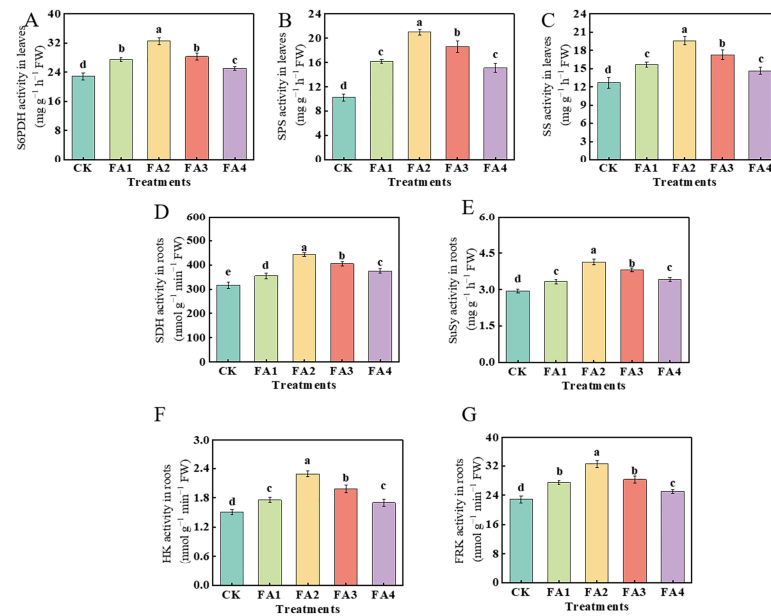 A
S6PDH activity in leaves
(mg g⁻¹ h⁻¹ FW)
40
32
24
16
8
0
d
b
a
b
c
CK FA1 FA2 FA3 FA4
Treatments
B
SPS activity in leaves
(mg g⁻¹ h⁻¹ FW)
24
20
16
12
8
4
0
d
c
a
b
c
CK FA1 FA2 FA3 FA4
Treatments
C
SS activity in leaves
(mg g⁻¹ h⁻¹ FW)
24
21
18
15
12
9
6
3
0
d
c
a
b
c
CK FA1 FA2 FA3 FA4
Treatments
D
SDH activity in roots
(nmol g⁻¹ min⁻¹ FW)
600
500
400
300
200
100
0
e
d
a
b
c
CK FA1 FA2 FA3 FA4
Treatments
E
SuSy activity in roots
(mg g⁻¹ h⁻¹ FW)
6.0
4.5
3.0
1.5
0.0
d
c
a
b
c
CK FA1 FA2 FA3 FA4
Treatments
F
HK activity in roots
(nmol g⁻¹ min⁻¹ FW)
3.0
2.4
1.8
1.2
0.6
0.0
d
c
a
b
c
CK FA1 FA2 FA3 FA4
Treatments
G
FRK activity in roots
(nmol g⁻¹ min⁻¹ FW)
40
32
24
16
8
0
d
b
a
b
c
CK FA1 FA2 FA3 FA4
Treatments